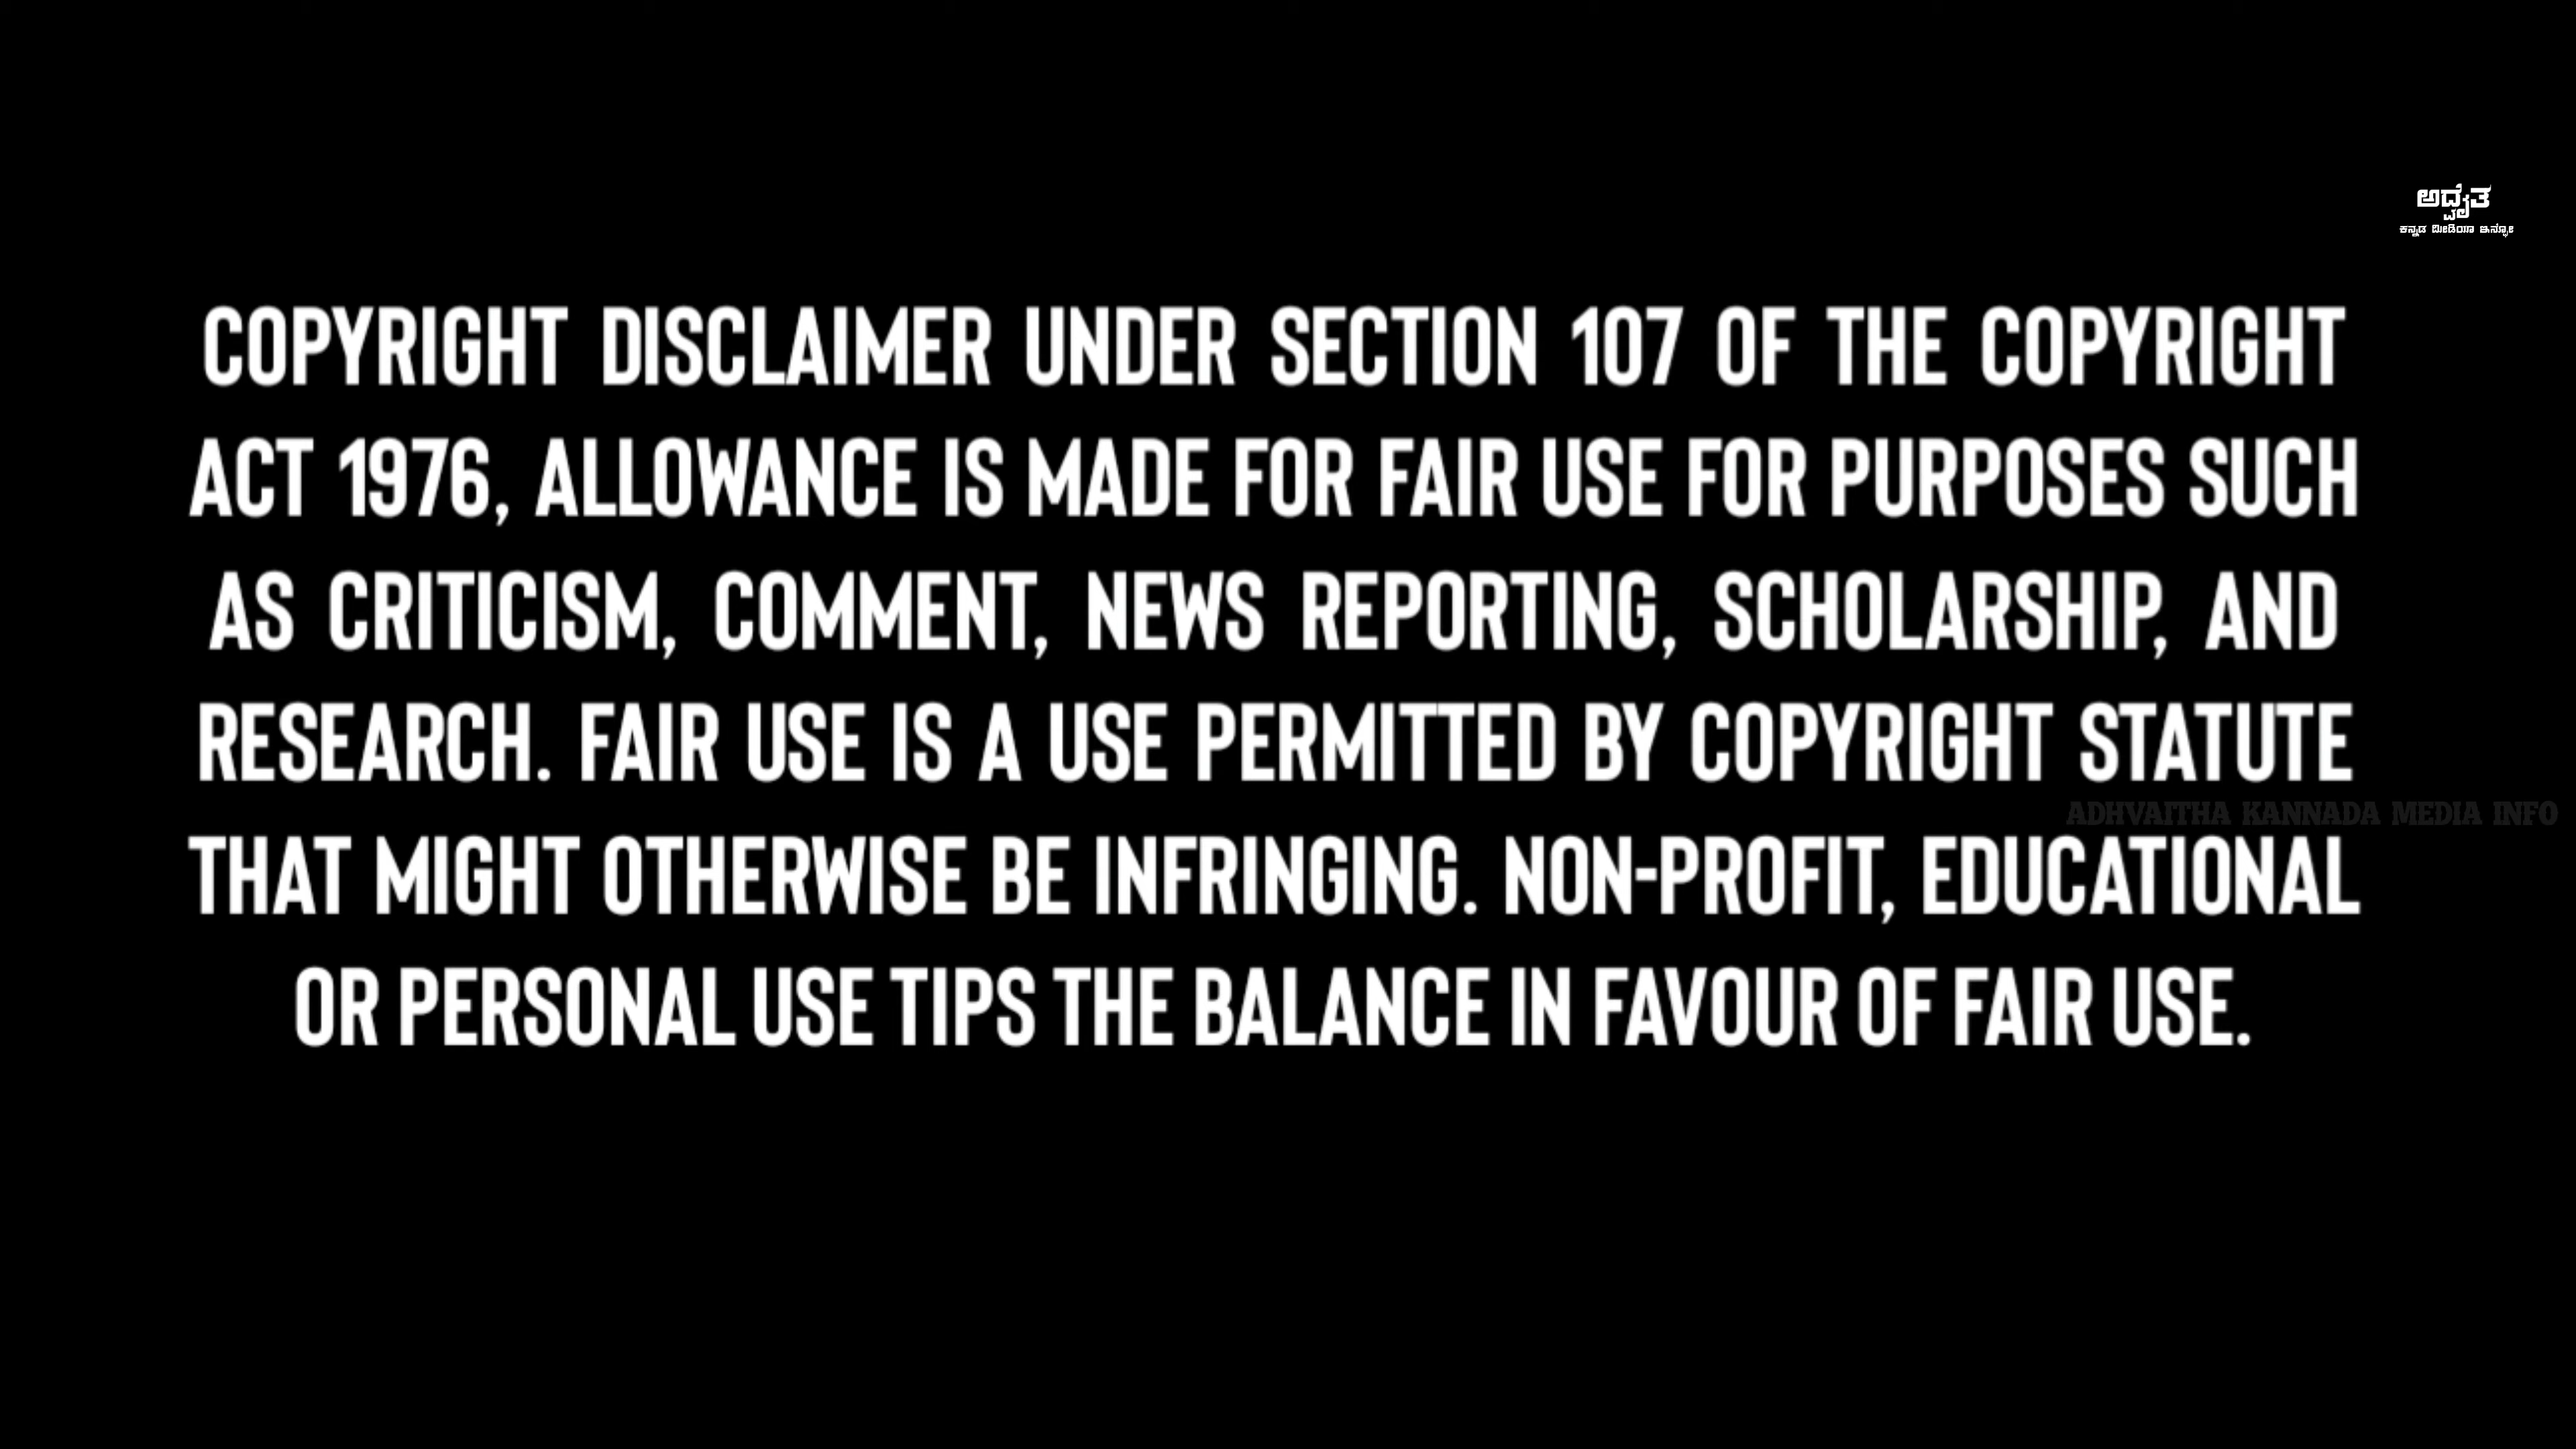 ಅದ್ವೈತ
ಕನ್ನಡ ಮೀಡಿಯಾ ಇನ್ಫೋ
COPYRIGHT DISCLAIMER UNDER SECTION 107 OF THE COPYRIGHT
ACT 1976, ALLOWANCE IS MADE FOR FAIR USE FOR PURPOSES SUCH
AS CRITICISM, COMMENT, NEWS REPORTING, SCHOLARSHIP, AND
RESEARCH. FAIR USE IS A USE PERMITTED BY COPYRIGHT STATUTE
ADHVAITHA KANNADA MEDIA INFO
THAT MIGHT OTHERWISE BE INFRINGING. NON-PROFIT, EDUCATIONAL
OR PERSONAL USE TIPS THE BALANCE IN FAVOUR OF FAIR USE.